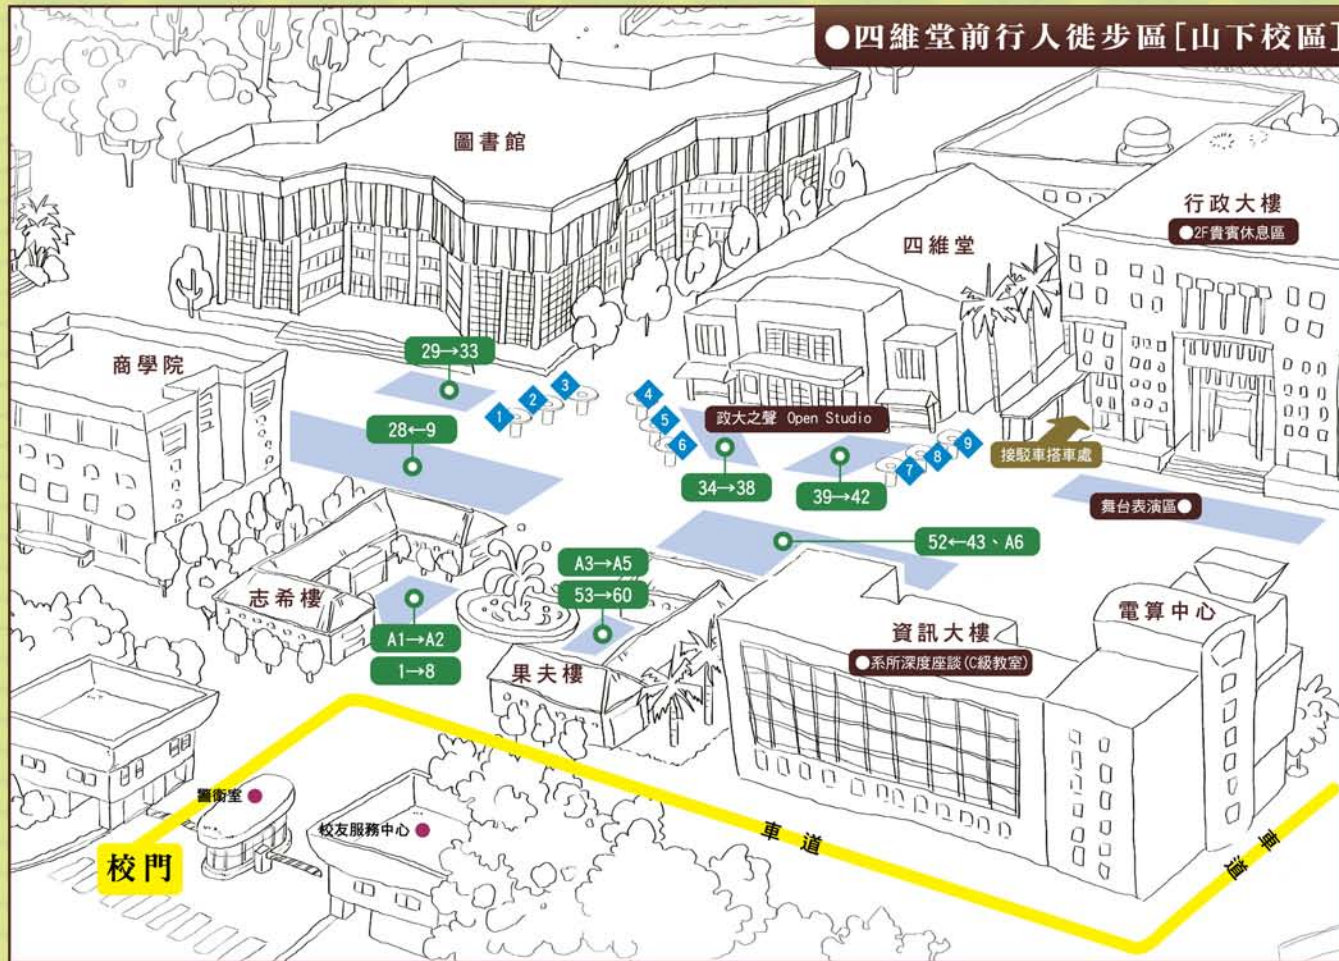 ●四維堂前行人徒步區[山下校區]
圖書館
行政大樓
●2F貴賓休息區
四維堂
商學院
29→33
1
2
3
4
5
6
政大之聲 Open Studio
28←9
34→38
39→42
7
8
9
接駁車搭車處
舞台表演區●
52←43、A6
A3→A5
53→60
志希樓
A1→A2
1→8
果夫樓
資訊大樓
●系所深度座談(C級教室)
電算中心
警衛室
校友服務中心
校門
車道
車道